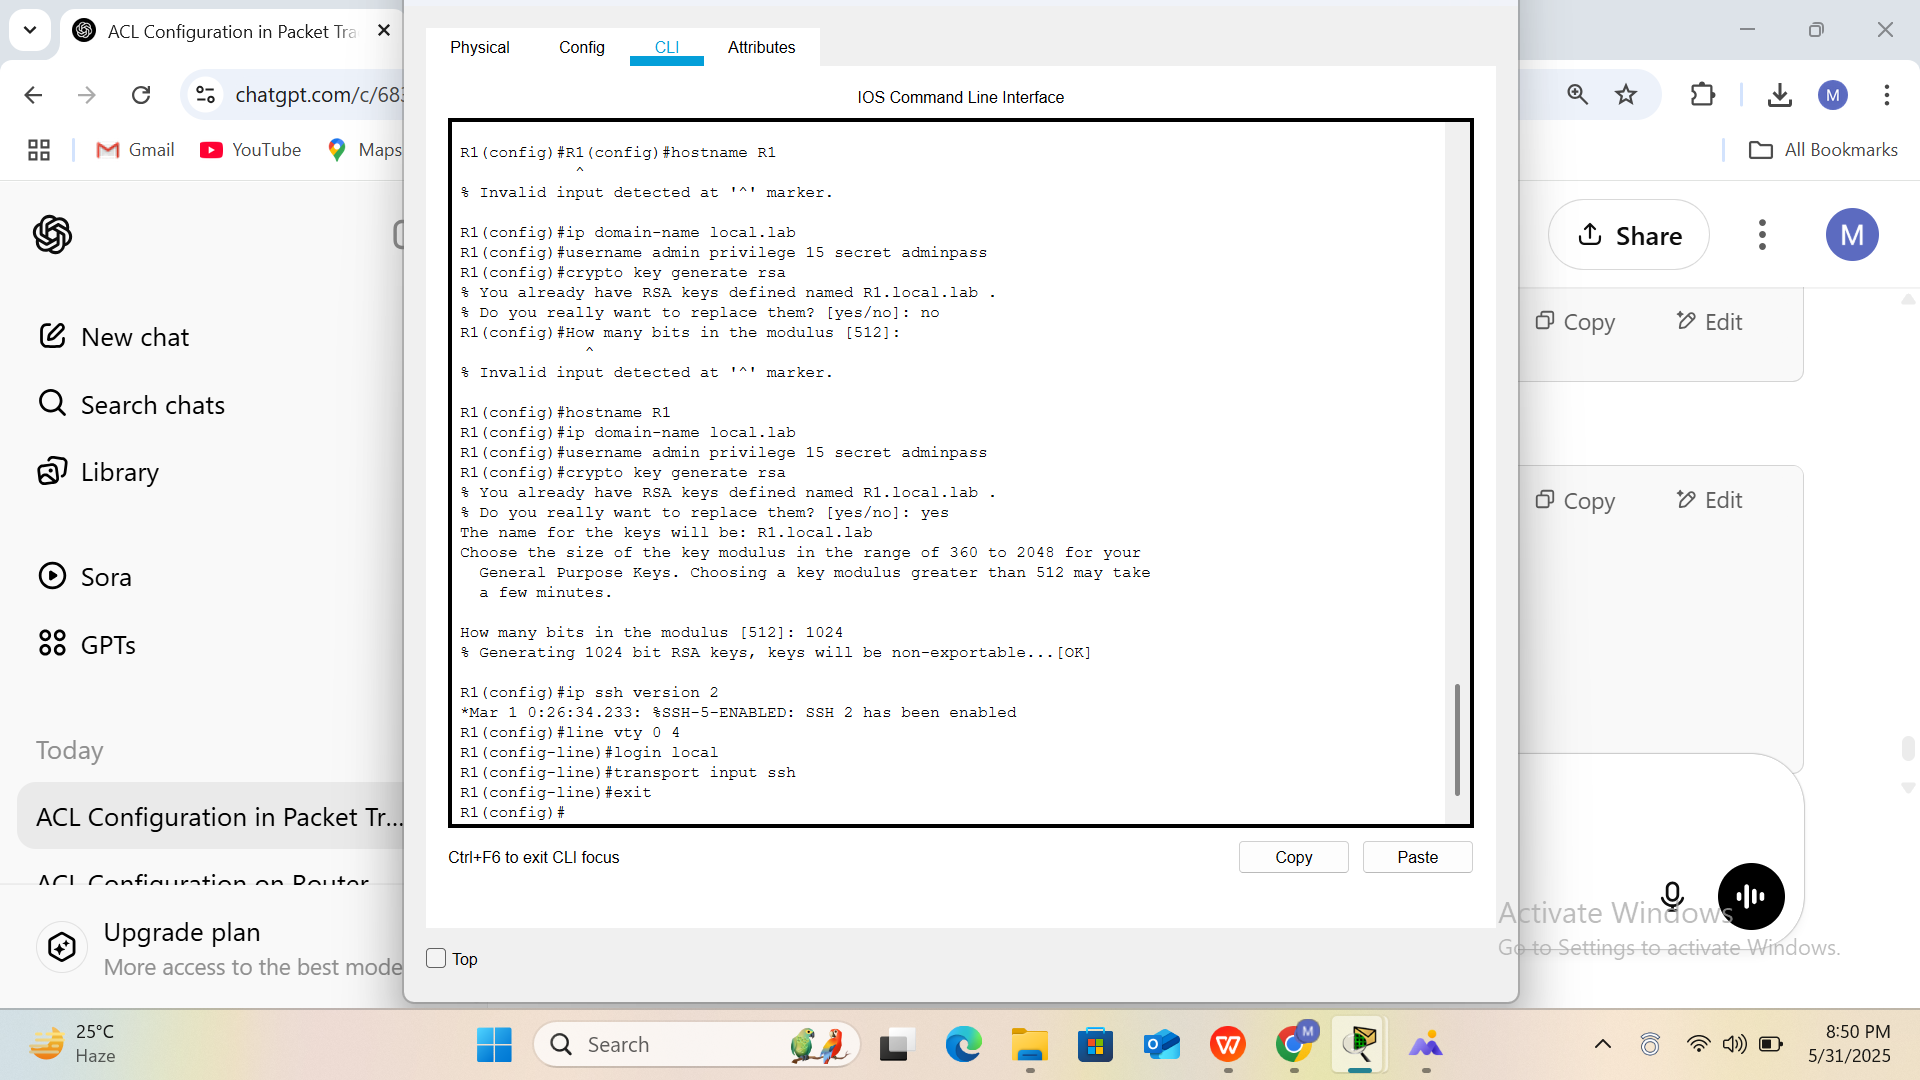 ACL Configuration in Packet Tra
chatgpt.com/c/683
M
Gmail
YouTube
Maps
All Bookmarks
Physical
Config
CLI
Attributes
IOS Command Line Interface
R1(config)#R1(config)#hostname R1
^
% Invalid input detected at '^' marker.
R1(config)#ip domain-name local.lab
R1(config)#username admin privilege 15 secret adminpass
R1(config)#crypto key generate rsa
% You already have RSA keys defined named R1.local.lab .
% Do you really want to replace them? [yes/no]: no
R1(config)#How many bits in the modulus [512]:
^
% Invalid input detected at '^' marker.
R1(config)#hostname R1
R1(config)#ip domain-name local.lab
R1(config)#username admin privilege 15 secret adminpass
R1(config)#crypto key generate rsa
% You already have RSA keys defined named R1.local.lab .
% Do you really want to replace them? [yes/no]: yes
The name for the keys will be: R1.local.lab
Choose the size of the key modulus in the range of 360 to 2048 for your
General Purpose Keys. Choosing a key modulus greater than 512 may take
a few minutes.
How many bits in the modulus [512]: 1024
% Generating 1024 bit RSA keys, keys will be non-exportable...[OK]
R1(config)#ip ssh version 2
*Mar 1 0:26:34.233: %SSH-5-ENABLED: SSH 2 has been enabled
R1(config)#line vty 0 4
R1(config-line)#login local
R1(config-line)#transport input ssh
R1(config-line)#exit
R1(config)#
Ctrl+F6 to exit CLI focus
Copy
Paste
Top
New chat
Search chats
Library
Sora
GPTs
Today
ACL Configuration in Packet Tr...
ACL Configuration on Router
Upgrade plan
More access to the best mode
Share
M
Copy
Edit
Copy
Edit
Activate Windows
Go to Settings to activate Windows.
25°C
Haze
Search
M
8:50 PM
5/31/2025